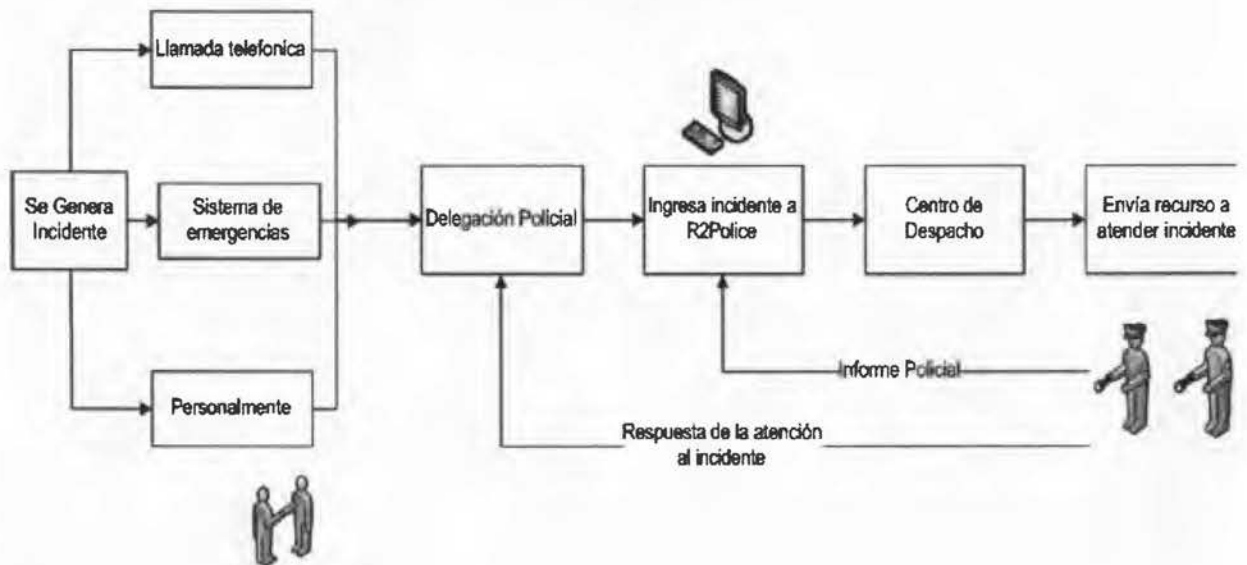 Llamada telefonica
Se Genera
Incidente
Sistema de
emergencias
Personalmente
Delegación Policial
Ingresa incidente a
R2Police
Centro de
Despacho
Envía recurso a
atender incidente
Informe Policial
Respuesta de la atención
al incidente